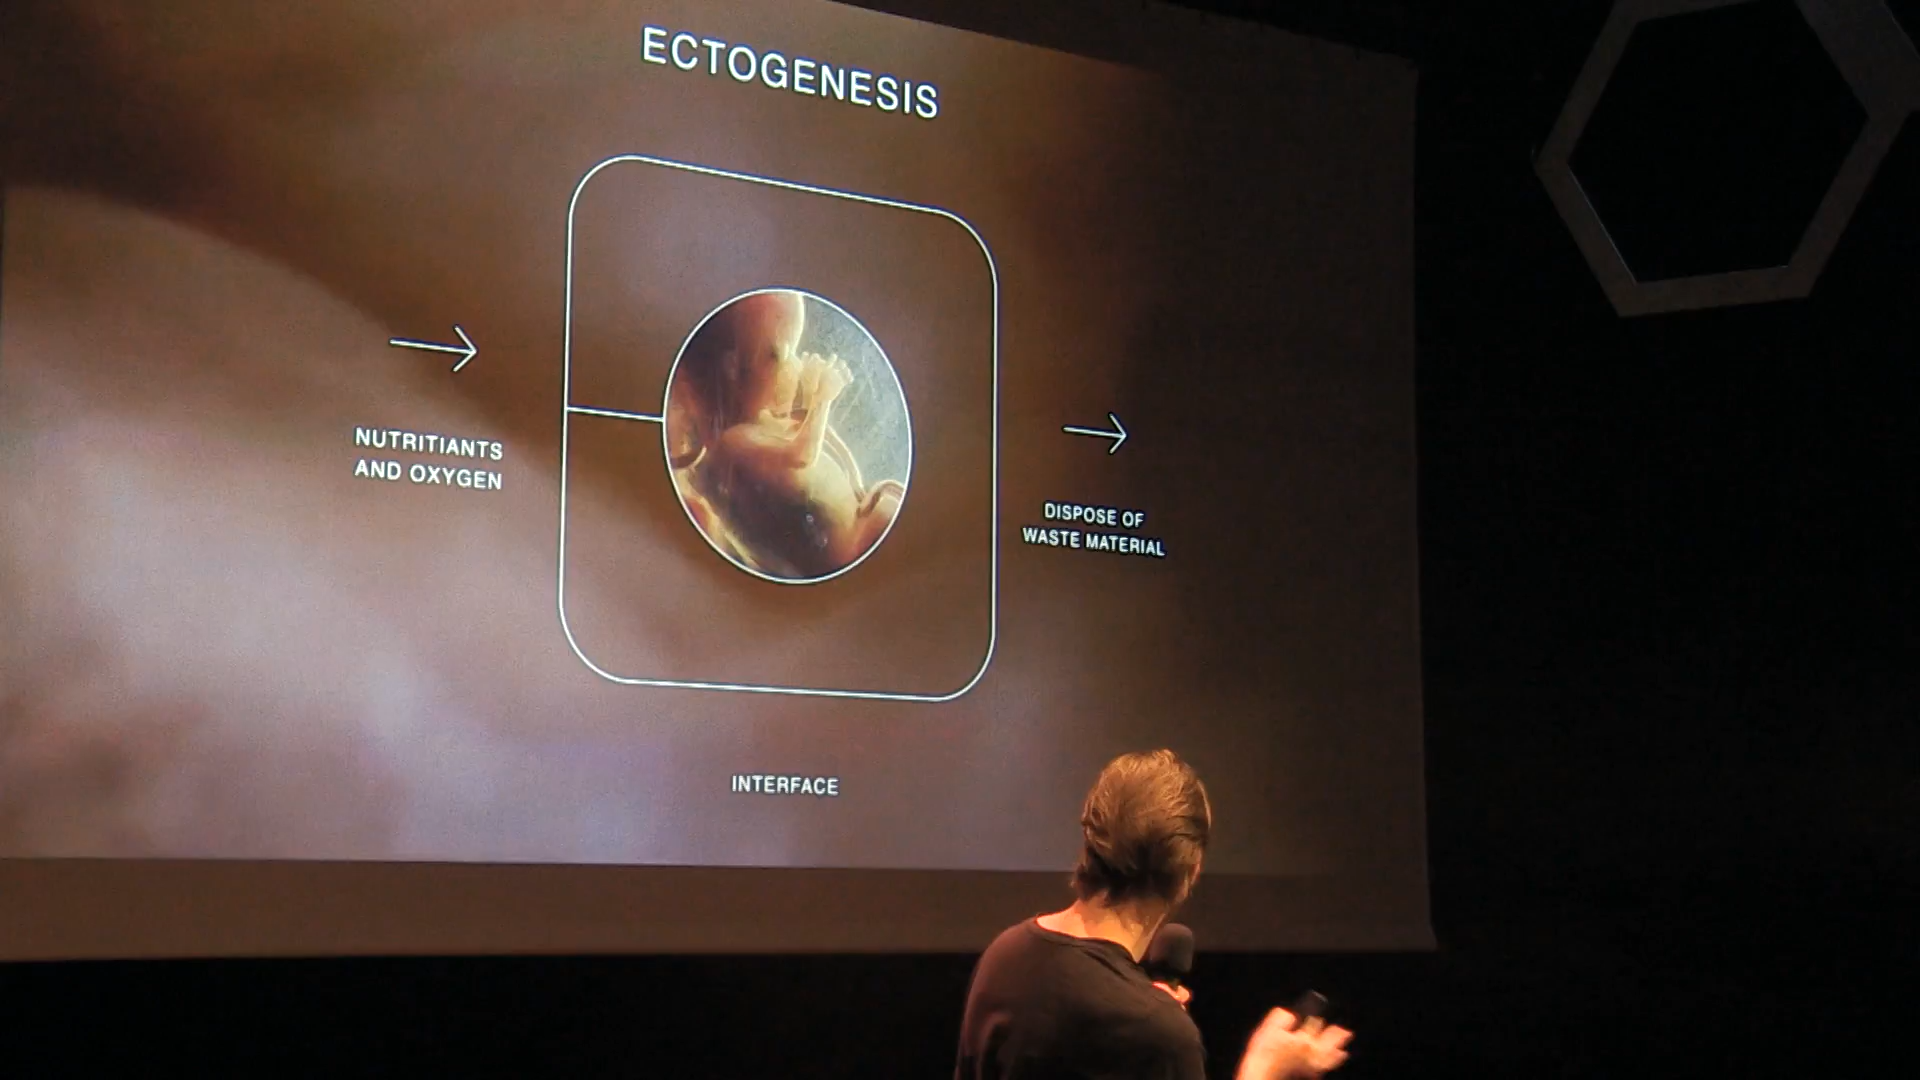 ECTOGENESIS
NUTRITIANTS
AND OXYGEN
DISPOSE OF
WASTE MATERIAL
INTERFACE